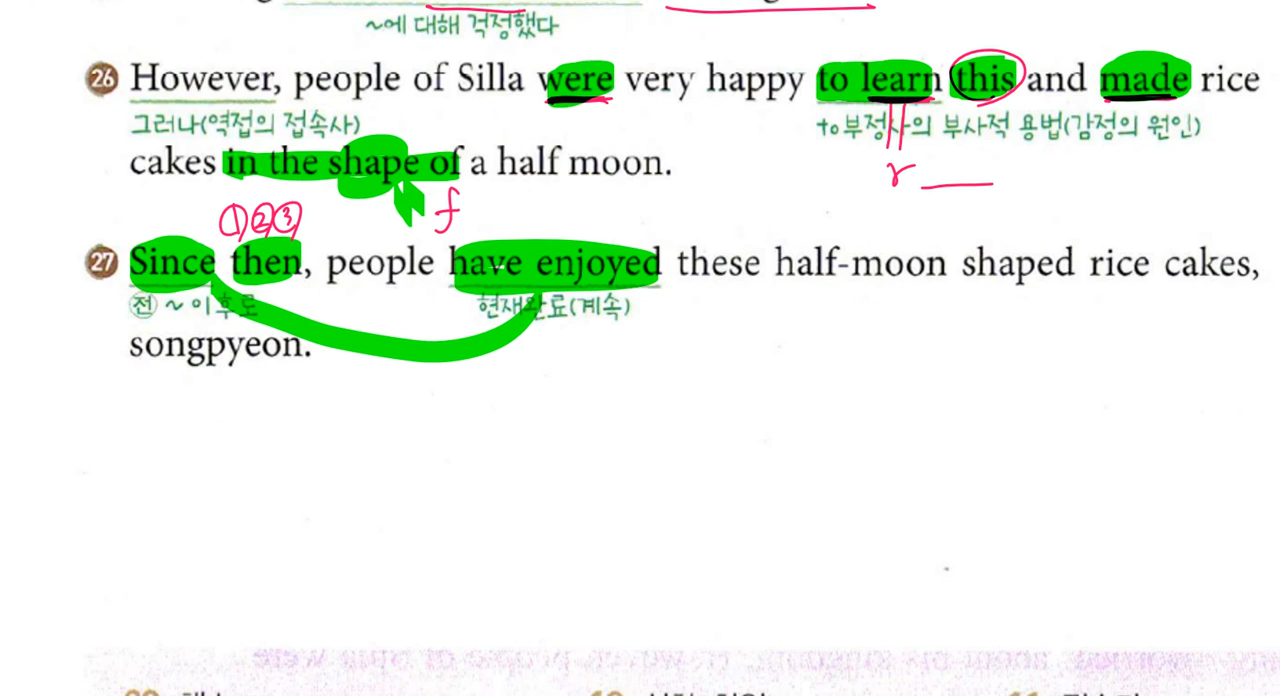 ~에 대해 걱정했다
26 However, people of Silla were very happy to learn this and made rice
그러나(역접의 접속사) to부정사의 부사적 용법(감정의 원인)
cakes in the shape of a half moon.
r
①②③ f
27 Since then, people have enjoyed these half-moon shaped rice cakes,
전 ~이후로 현재완료(계속)
songpyeon.